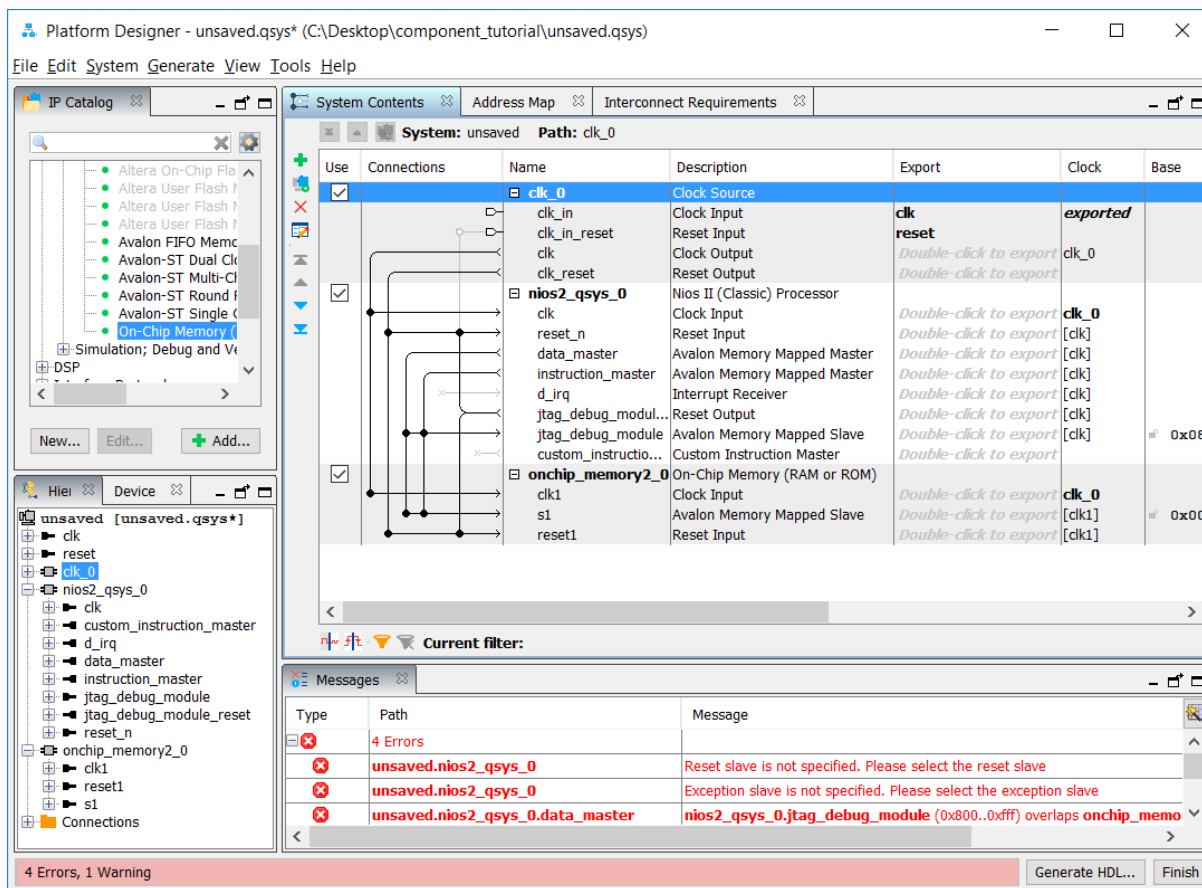 Platform Designer - unsaved.qsys* (C:\Desktop\component_tutorial\unsaved.qsys)
File Edit System Generate View Tools Help
IP Catalog
Altera On-Chip Fla
Altera User Flash M
Altera User Flash M
Altera User Flash M
Avalon FIFO Memo
Avalon-ST Dual Clo
Avalon-ST Multi-Ch
Avalon-ST Round R
Avalon-ST Single C
On-Chip Memory (
Simulation; Debug and Ve
DSP
New... Edit... Add...
Hier Device
unsaved [unsaved.qsys*]
clk
reset
clk_0
nios2_qsys_0
clk
custom_instruction_master
d_irq
data_master
instruction_master
jtag_debug_module
jtag_debug_module_reset
reset_n
onchip_memory2_0
clk1
reset1
s1
Connections
System Contents Address Map Interconnect Requirements
System: unsaved Path: clk_0
Use Connections Name Description Export Clock Base
clk_0 Clock Source
clk_in Clock Input clk exported
clk_in_reset Reset Input reset
clk Clock Output Double-click to export clk_0
clk_reset Reset Output Double-click to export
nios2_qsys_0 Nios II (Classic) Processor
clk Clock Input Double-click to export clk_0
reset_n Reset Input Double-click to export [clk]
data_master Avalon Memory Mapped Master Double-click to export [clk]
instruction_master Avalon Memory Mapped Master Double-click to export [clk]
d_irq Interrupt Receiver Double-click to export [clk]
jtag_debug_modul... Reset Output Double-click to export [clk]
jtag_debug_module Avalon Memory Mapped Slave Double-click to export [clk] 0x08
custom_instructio... Custom Instruction Master Double-click to export
onchip_memory2_0 On-Chip Memory (RAM or ROM)
clk1 Clock Input Double-click to export clk_0
s1 Avalon Memory Mapped Slave Double-click to export [clk1] 0x00
reset1 Reset Input Double-click to export [clk1]
Current filter:
Messages
Type Path Message
4 Errors
unsaved.nios2_qsys_0 Reset slave is not specified. Please select the reset slave
unsaved.nios2_qsys_0 Exception slave is not specified. Please select the exception slave
unsaved.nios2_qsys_0.data_master nios2_qsys_0.jtag_debug_module (0x800..0xfff) overlaps onchip_memo
4 Errors, 1 Warning
Generate HDL... Finish